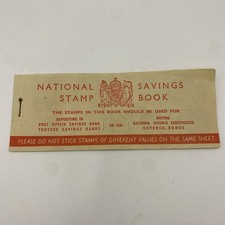 NATIONAL SAVINGS
STAMP BOOK
THE STAMPS IN THIS BOOK SHOULD BE USED FOR
DEPOSITING IN
POST OFFICE SAVINGS BANK
TRUSTEE SAVINGS BANKS
OR FOR
BUYING
NATIONAL SAVINGS CERTIFICATES
DEFENCE BONDS
PLEASE DO NOT STICK STAMPS OF DIFFERENT VALUES ON THE SAME SHEET